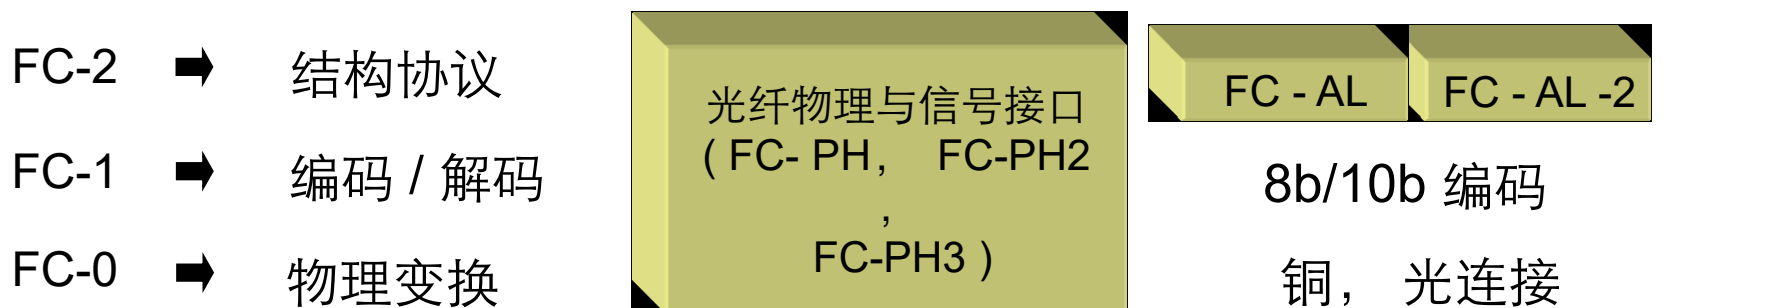 FC-2 结构协议
FC-1 编码 / 解码
FC-0 物理变换
光纤物理与信号接口
( FC- PH， FC-PH2
，
FC-PH3 )
FC - AL FC - AL -2
8b/10b 编码
铜， 光连接